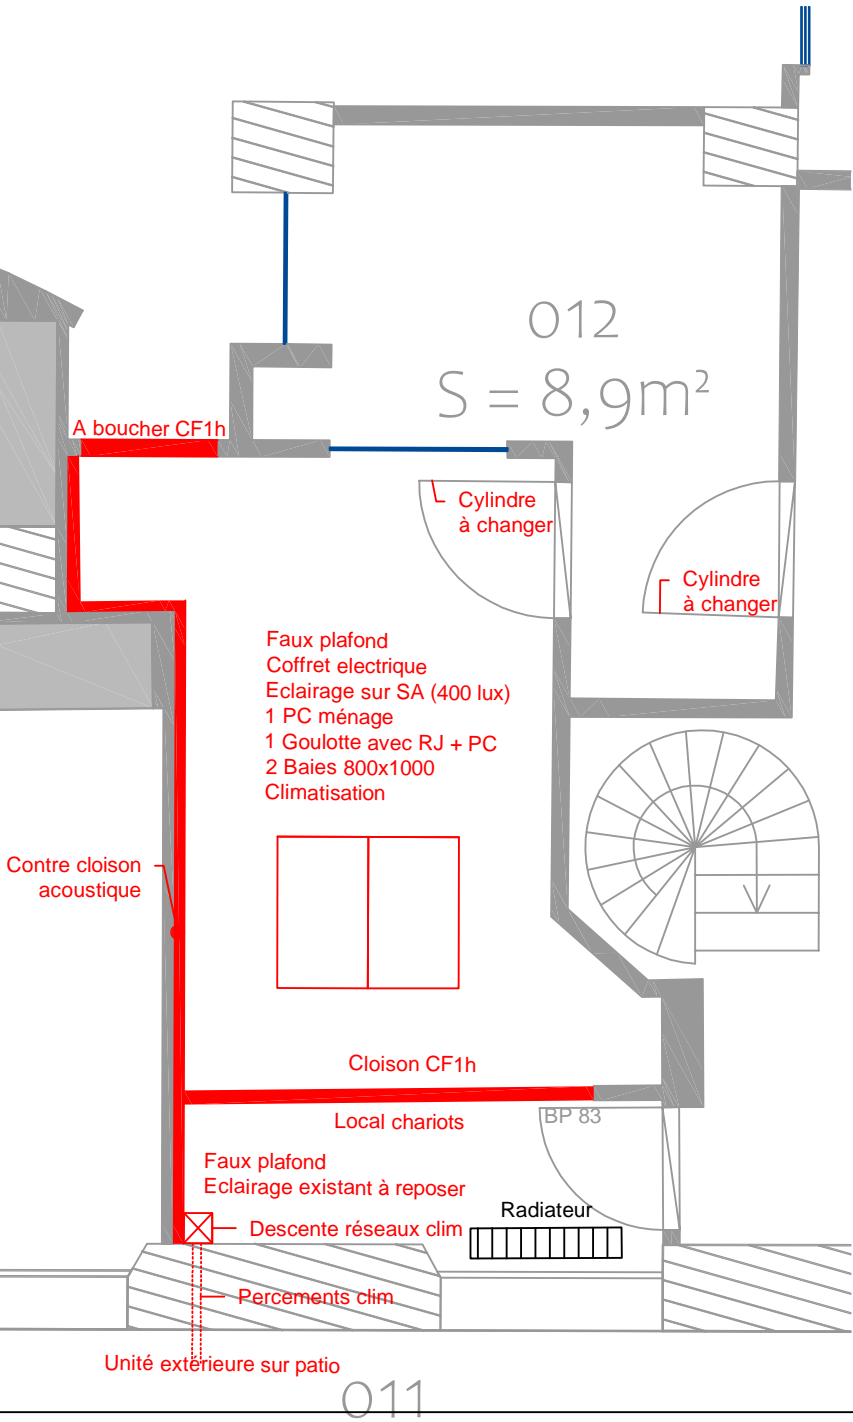 012
S = 8,9m²
A boucher CF1h
Cylindre
à changer
Cylindre
à changer
Faux plafond
Coffret electrique
Eclairage sur SA (400 lux)
1 PC ménage
1 Goulotte avec RJ + PC
2 Baies 800x1000
Climatisation
Contre cloison
acoustique
Cloison CF1h
Local chariots
BP 83
Faux plafond
Eclairage existant à reposer
Radiateur
Descente réseaux clim
Percements clim
Unité extérieure sur patio
011